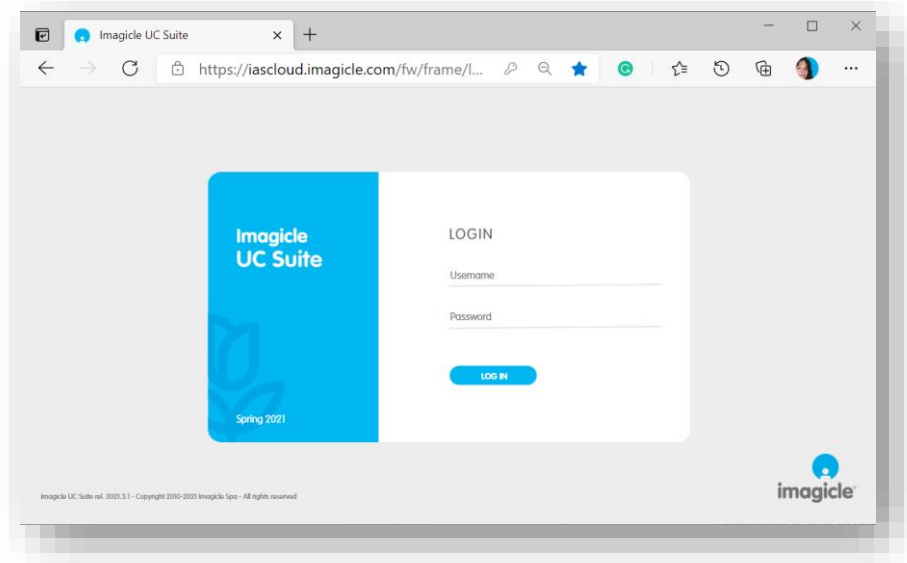 Imagicle UC Suite
https://iascloud.imagicle.com/fw/frame/l...
Imagicle
UC Suite
Spring 2021
LOGIN
Username
Password
LOG IN
Imagicle UC Suite rel. 2021.3.1 - Copyright 2010-2021 Imagicle Spa - All rights reserved
imagicle